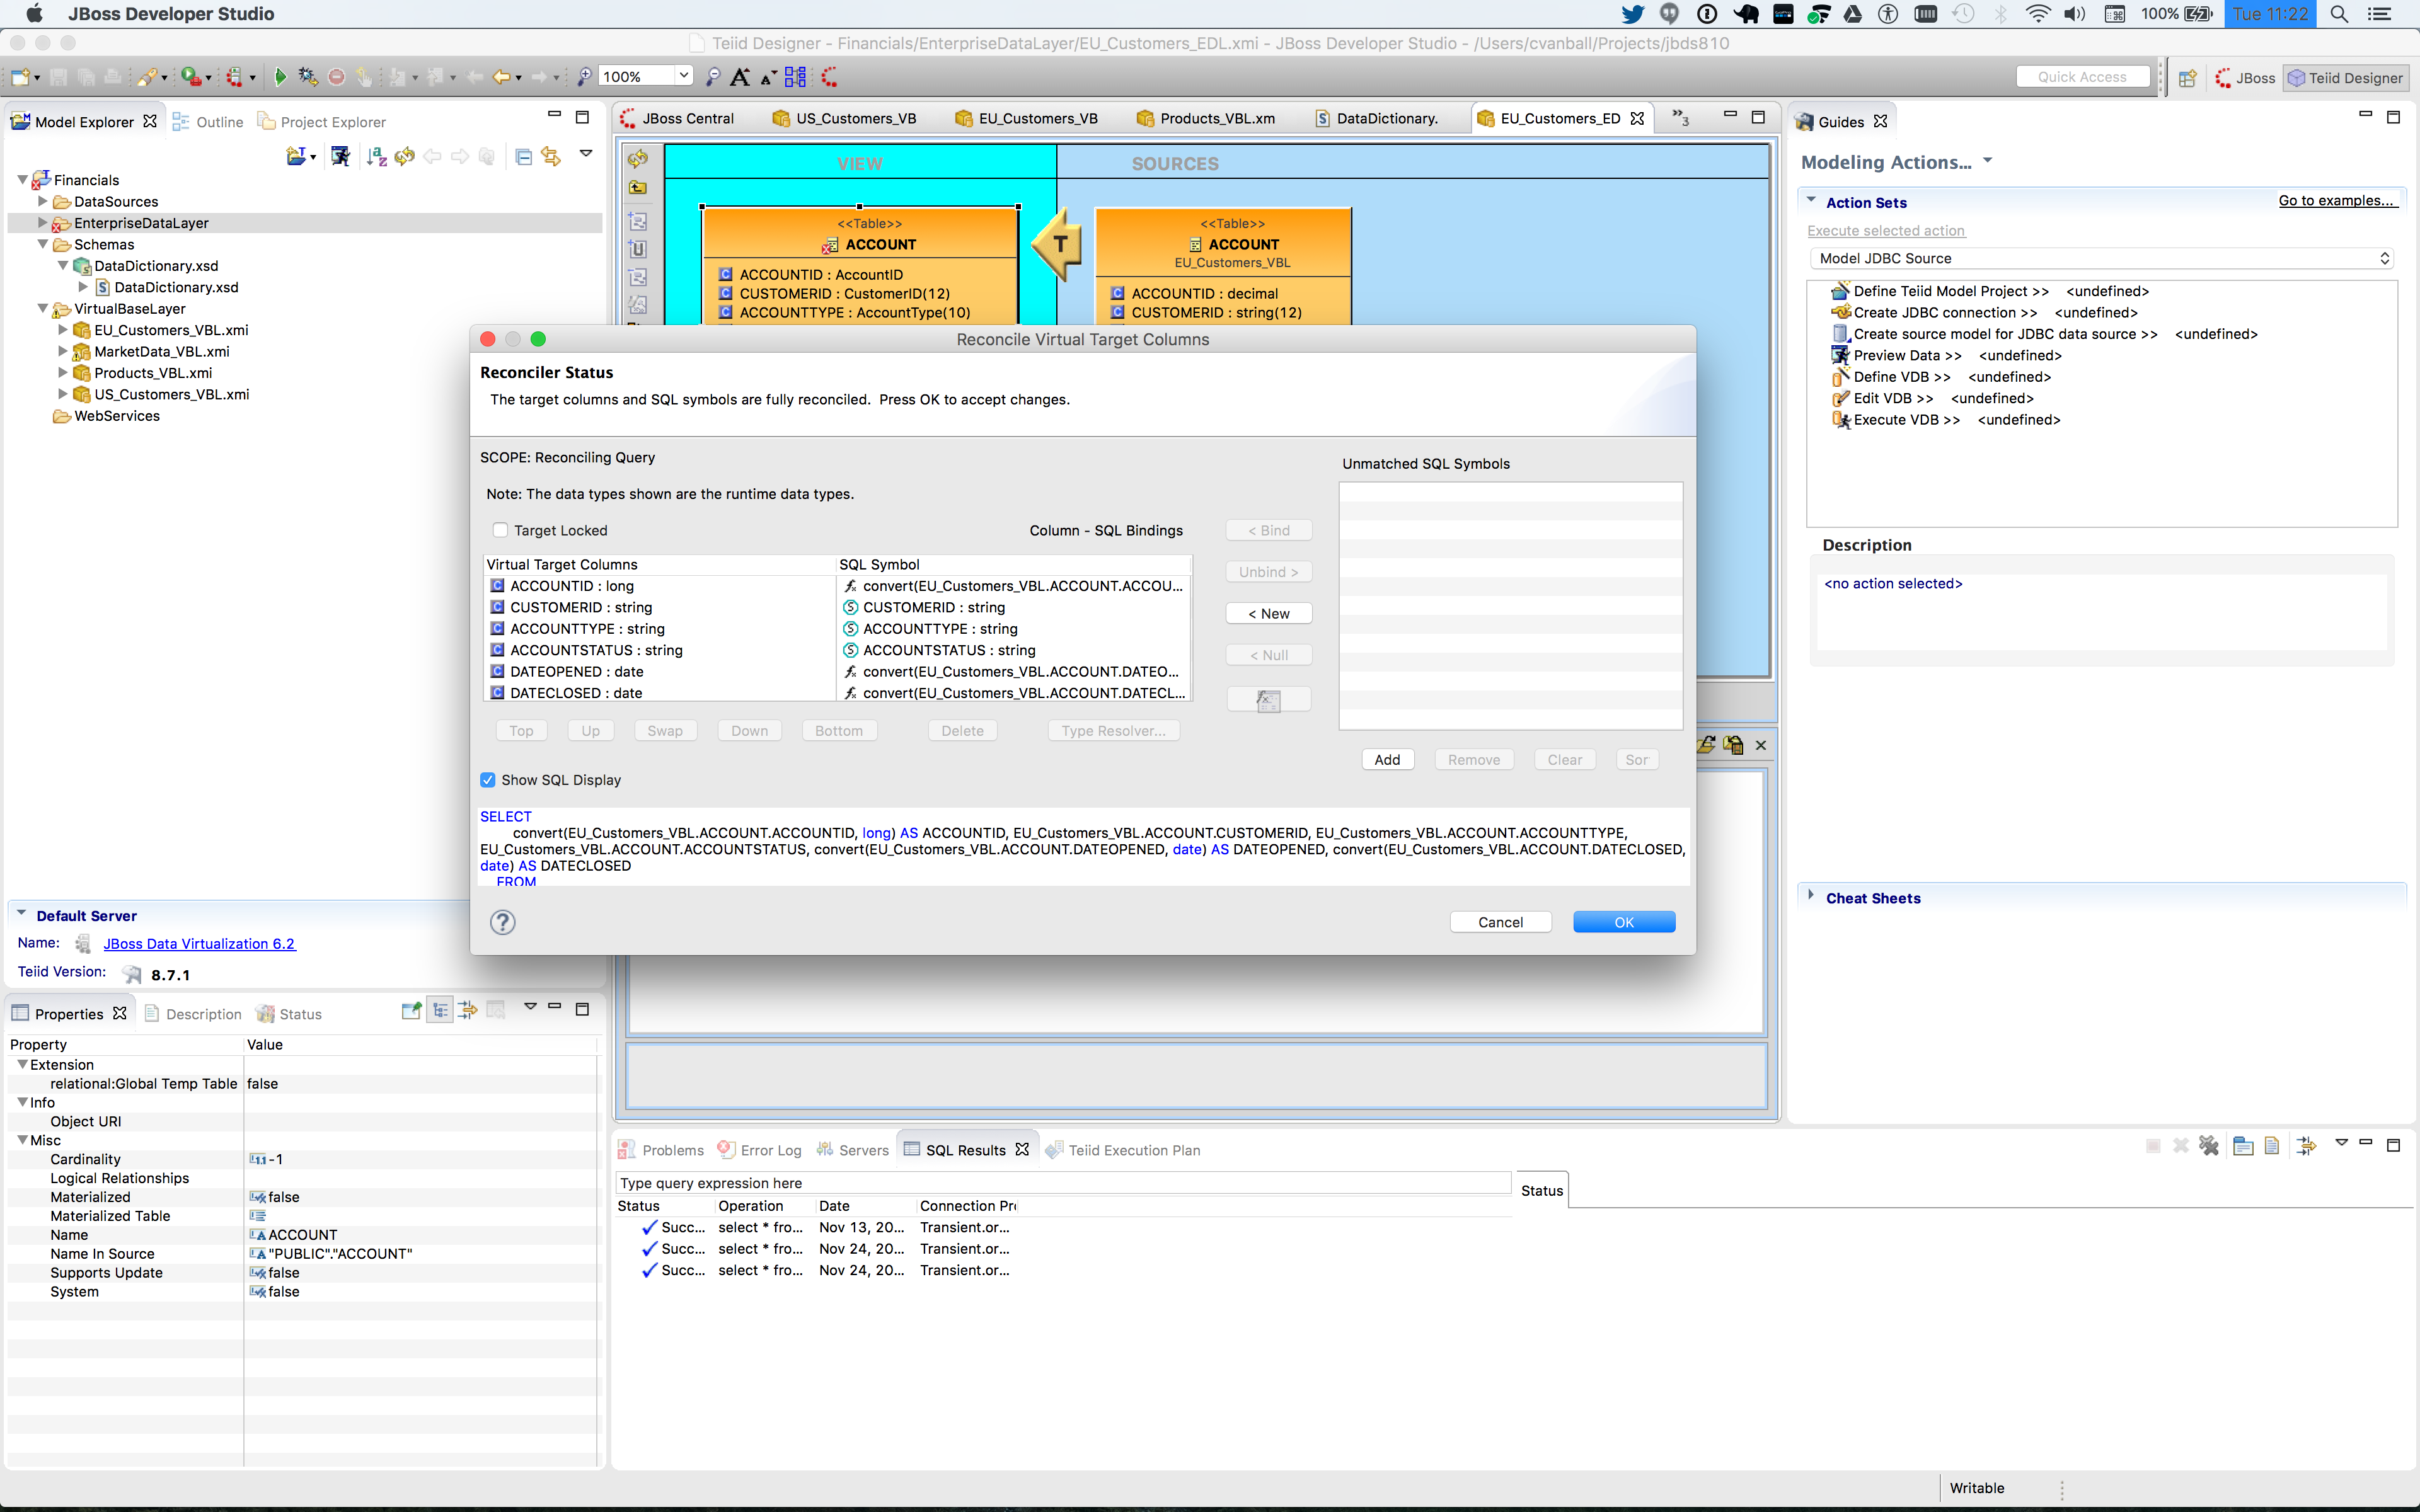 JBoss Developer Studio
100%
Tue 11:22
Teiid Designer - Financials/EnterpriseDataLayer/EU_Customers_EDL.xmi - JBoss Developer Studio - /Users/cvanball/Projects/jbds810
100%
Quick Access
JBoss
Teiid Designer
Model Explorer
Outline
Project Explorer
Financials
DataSources
EnterpriseDataLayer
Schemas
DataDictionary.xsd
DataDictionary.xsd
VirtualBaseLayer
EU_Customers_VBL.xmi
MarketData_VBL.xmi
Products_VBL.xmi
US_Customers_VBL.xmi
WebServices
Default Server
Name: JBoss Data Virtualization 6.2
Teiid Version: 8.7.1
JBoss Central
US_Customers_VB
EU_Customers_VB
Products_VBL.xm
DataDictionary.
EU_Customers_ED
»3
VIEW
SOURCES
<<Table>>
ACCOUNT
ACCOUNTID : AccountID
CUSTOMERID : CustomerID(12)
ACCOUNTTYPE : AccountType(10)
T
<<Table>>
ACCOUNT
EU_Customers_VBL
ACCOUNTID : decimal
CUSTOMERID : string(12)
Reconcile Virtual Target Columns
Reconciler Status
The target columns and SQL symbols are fully reconciled. Press OK to accept changes.
SCOPE: Reconciling Query
Note: The data types shown are the runtime data types.
Target Locked
Column - SQL Bindings
Virtual Target Columns
SQL Symbol
ACCOUNTID : long
convert(EU_Customers_VBL.ACCOUNT.ACCOU...
CUSTOMERID : string
CUSTOMERID : string
ACCOUNTTYPE : string
ACCOUNTTYPE : string
ACCOUNTSTATUS : string
ACCOUNTSTATUS : string
DATEOPENED : date
convert(EU_Customers_VBL.ACCOUNT.DATEO...
DATECLOSED : date
convert(EU_Customers_VBL.ACCOUNT.DATECL...
< Bind
Unbind >
< New
< Null
Unmatched SQL Symbols
Top
Up
Swap
Down
Bottom
Delete
Type Resolver...
Add
Remove
Clear
Sor
Show SQL Display
SELECT
convert(EU_Customers_VBL.ACCOUNT.ACCOUNTID, long) AS ACCOUNTID, EU_Customers_VBL.ACCOUNT.CUSTOMERID, EU_Customers_VBL.ACCOUNT.ACCOUNTTYPE,
EU_Customers_VBL.ACCOUNT.ACCOUNTSTATUS, convert(EU_Customers_VBL.ACCOUNT.DATEOPENED, date) AS DATEOPENED, convert(EU_Customers_VBL.ACCOUNT.DATECLOSED,
date) AS DATECLOSED
FROM
Cancel
OK
Guides
Modeling Actions...
Action Sets
Go to examples...
Execute selected action
Model JDBC Source
Define Teiid Model Project >> <undefined>
Create JDBC connection >> <undefined>
Create source model for JDBC data source >> <undefined>
Preview Data >> <undefined>
Define VDB >> <undefined>
Edit VDB >> <undefined>
Execute VDB >> <undefined>
Description
<no action selected>
Cheat Sheets
Properties
Description
Status
Property
Value
Extension
relational:Global Temp Table
false
Info
Object URI
Misc
Cardinality
-1
Logical Relationships
Materialized
false
Materialized Table
Name
ACCOUNT
Name In Source
"PUBLIC"."ACCOUNT"
Supports Update
false
System
false
Problems
Error Log
Servers
SQL Results
Teiid Execution Plan
Type query expression here
Status
Status
Operation
Date
Connection Pr
Succ...
select * fro...
Nov 13, 20...
Transient.or...
Succ...
select * fro...
Nov 24, 20...
Transient.or...
Succ...
select * fro...
Nov 24, 20...
Transient.or...
Writable